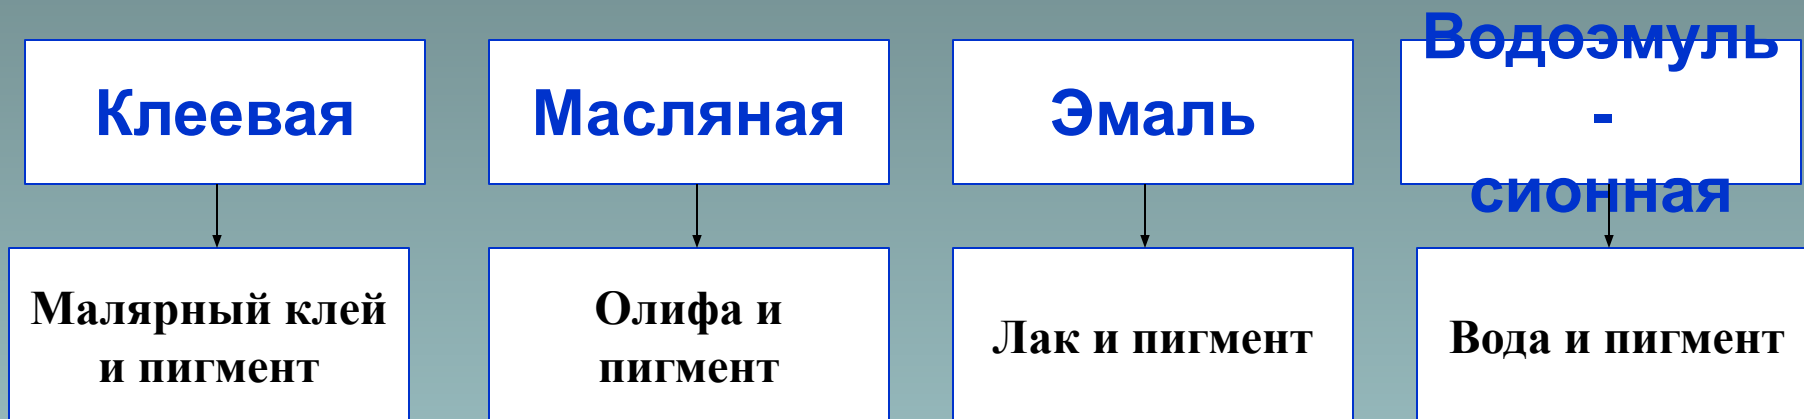 Клеевая
Масляная
Эмаль
Водоэмуль
-
сионная
Малярный клей
и пигмент
Олифа и
пигмент
Лак и пигмент
Вода и пигмент